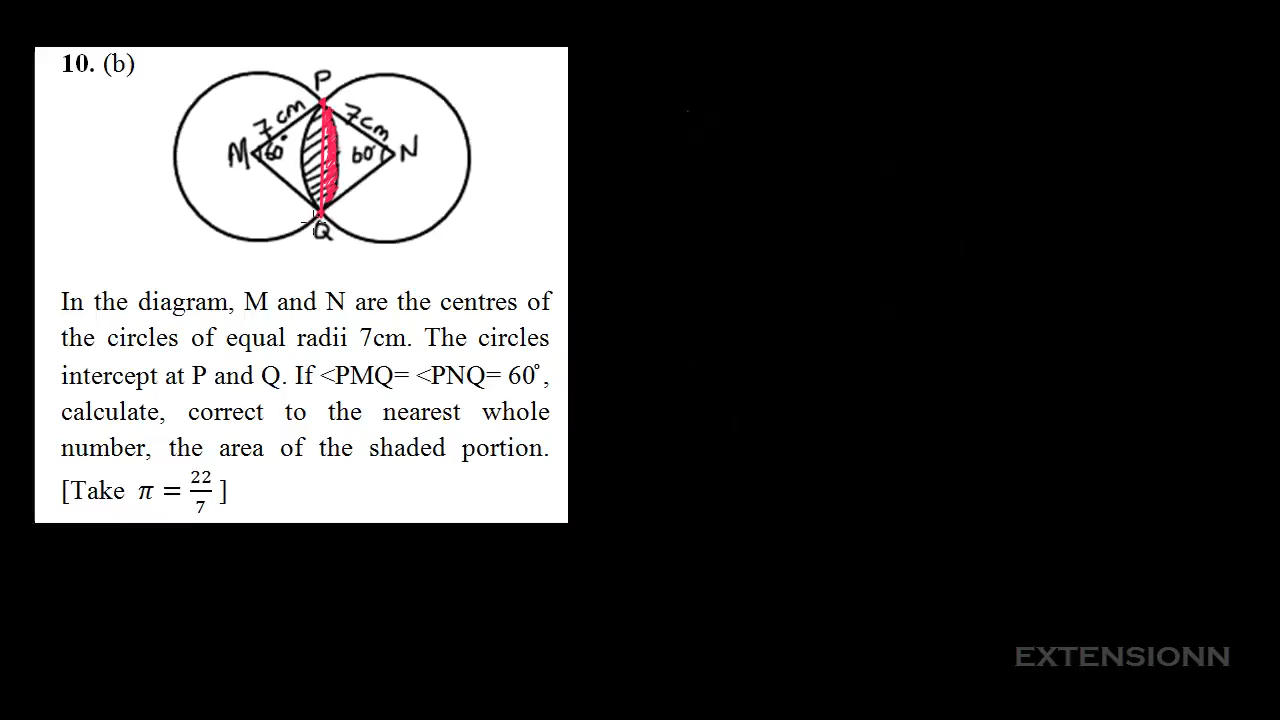 10. (b)
P
7cm 7cm
M 60° 60° N
Q
In the diagram, M and N are the centres of
the circles of equal radii 7cm. The circles
intercept at P and Q. If <PMQ= <PNQ= 60°,
calculate, correct to the nearest whole
number, the area of the shaded portion.
[Take π = 22/7 ]
EXTENSIONN